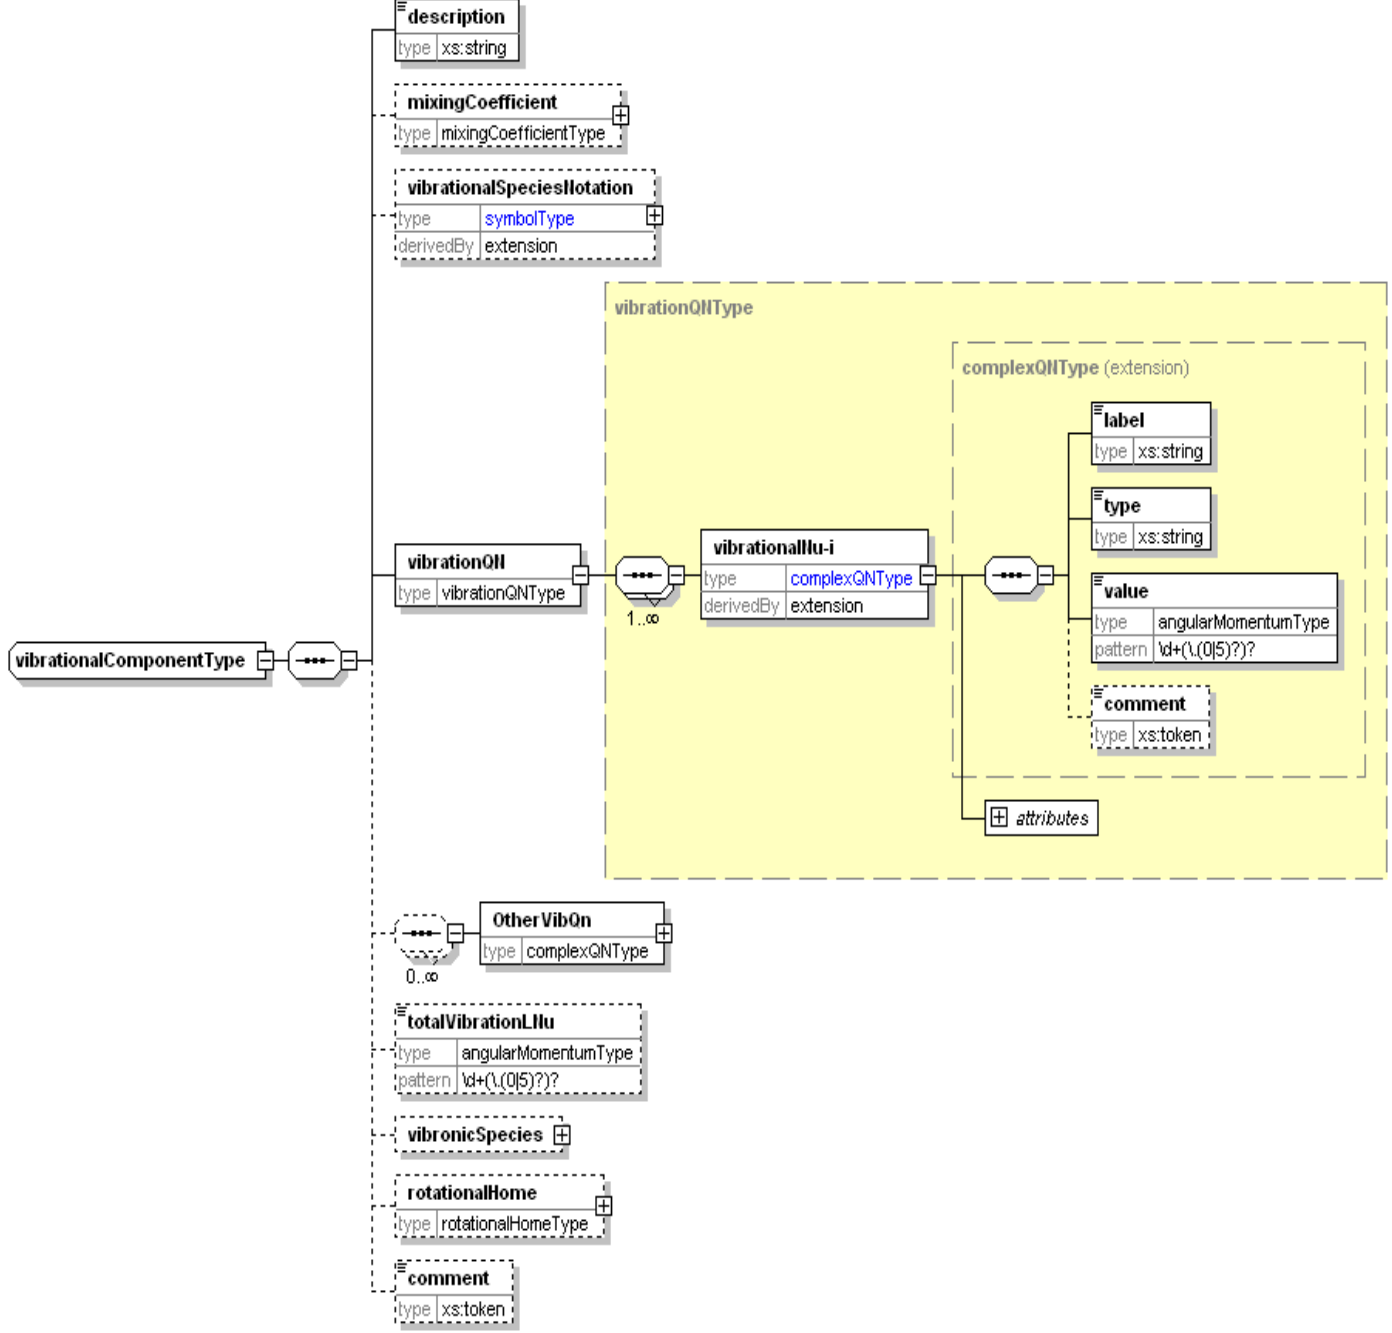 description
type xs:string
mixingCoefficient
type mixingCoefficientType
vibrationalSpeciesNotation
type symbolType
derivedBy extension
vibrationQNType
complexQNType (extension)
label
type xs:string
type
type xs:string
vibrationQN
type vibrationQNType
1..∞
vibrationalNu-i
type complexQNType
derivedBy extension
value
type angularMomentumType
pattern \d+(\.(0|5)?)?
vibrationalComponentType
comment
type xs:token
attributes
OtherVibQn
type complexQNType
0..∞
totalVibrationLNu
type angularMomentumType
pattern \d+(\.(0|5)?)?
vibronicSpecies
rotationalHome
type rotationalHomeType
comment
type xs:token